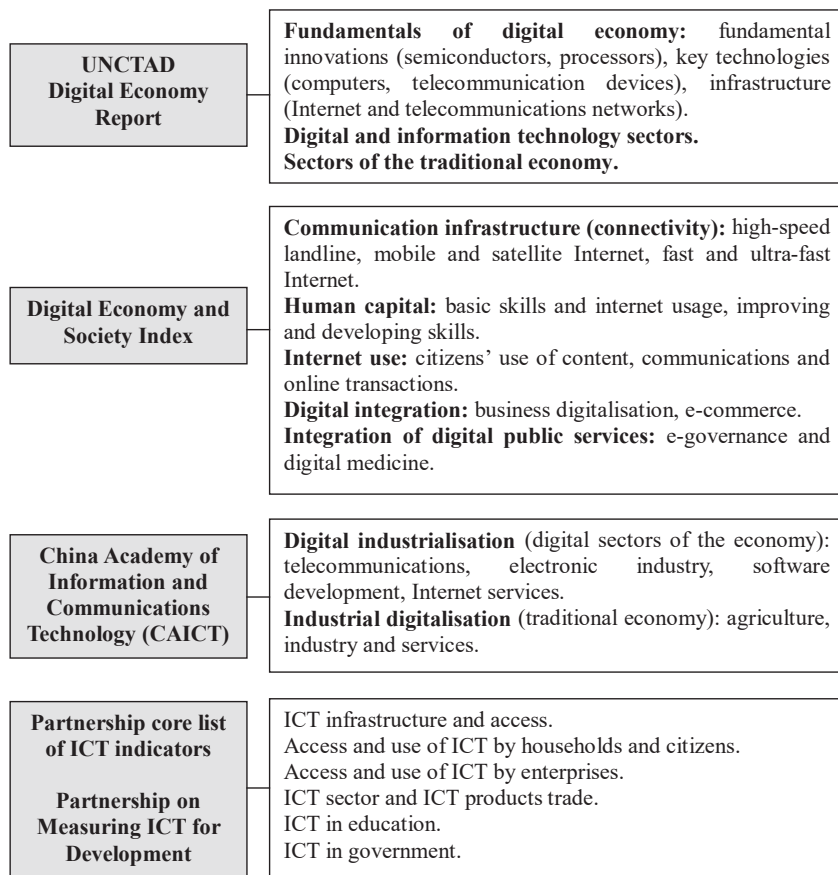 UNCTAD
Digital Economy
Report
Fundamentals of digital economy: fundamental
innovations (semiconductors, processors), key technologies
(computers, telecommunication devices), infrastructure
(Internet and telecommunications networks).
Digital and information technology sectors.
Sectors of the traditional economy.
Digital Economy and
Society Index
Communication infrastructure (connectivity): high-speed
landline, mobile and satellite Internet, fast and ultra-fast
Internet.
Human capital: basic skills and internet usage, improving
and developing skills.
Internet use: citizens’ use of content, communications and
online transactions.
Digital integration: business digitalisation, e-commerce.
Integration of digital public services: e-governance and
digital medicine.
China Academy of
Information and
Communications
Technology (CAICT)
Digital industrialisation (digital sectors of the economy):
telecommunications, electronic industry, software
development, Internet services.
Industrial digitalisation (traditional economy): agriculture,
industry and services.
Partnership core list
of ICT indicators
Partnership on
Measuring ICT for
Development
ICT infrastructure and access.
Access and use of ICT by households and citizens.
Access and use of ICT by enterprises.
ICT sector and ICT products trade.
ICT in education.
ICT in government.